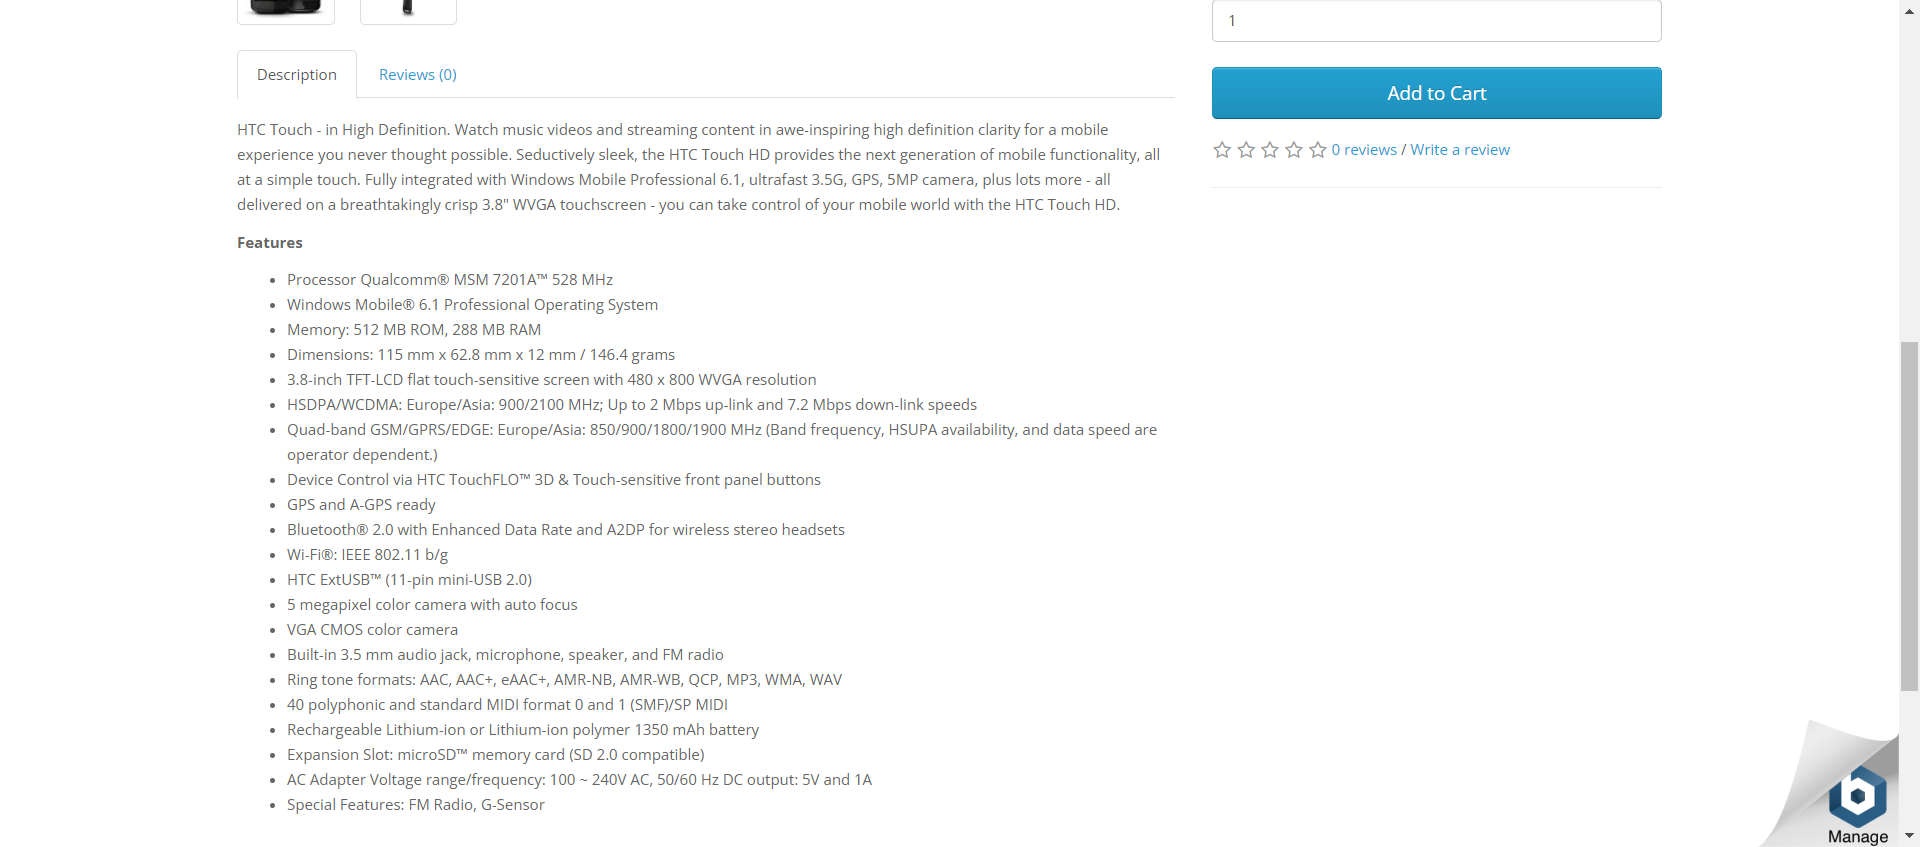 1
Description
Reviews (0)
Add to Cart
0 reviews / Write a review
HTC Touch - in High Definition. Watch music videos and streaming content in awe-inspiring high definition clarity for a mobile
experience you never thought possible. Seductively sleek, the HTC Touch HD provides the next generation of mobile functionality, all
at a simple touch. Fully integrated with Windows Mobile Professional 6.1, ultrafast 3.5G, GPS, 5MP camera, plus lots more - all
delivered on a breathtakingly crisp 3.8" WVGA touchscreen - you can take control of your mobile world with the HTC Touch HD.
Features
• Processor Qualcomm® MSM 7201A™ 528 MHz
• Windows Mobile® 6.1 Professional Operating System
• Memory: 512 MB ROM, 288 MB RAM
• Dimensions: 115 mm x 62.8 mm x 12 mm / 146.4 grams
• 3.8-inch TFT-LCD flat touch-sensitive screen with 480 x 800 WVGA resolution
• HSDPA/WCDMA: Europe/Asia: 900/2100 MHz; Up to 2 Mbps up-link and 7.2 Mbps down-link speeds
• Quad-band GSM/GPRS/EDGE: Europe/Asia: 850/900/1800/1900 MHz (Band frequency, HSUPA availability, and data speed are
operator dependent.)
• Device Control via HTC TouchFLO™ 3D & Touch-sensitive front panel buttons
• GPS and A-GPS ready
• Bluetooth® 2.0 with Enhanced Data Rate and A2DP for wireless stereo headsets
• Wi-Fi®: IEEE 802.11 b/g
• HTC ExtUSB™ (11-pin mini-USB 2.0)
• 5 megapixel color camera with auto focus
• VGA CMOS color camera
• Built-in 3.5 mm audio jack, microphone, speaker, and FM radio
• Ring tone formats: AAC, AAC+, eAAC+, AMR-NB, AMR-WB, QCP, MP3, WMA, WAV
• 40 polyphonic and standard MIDI format 0 and 1 (SMF)/SP MIDI
• Rechargeable Lithium-ion or Lithium-ion polymer 1350 mAh battery
• Expansion Slot: microSD™ memory card (SD 2.0 compatible)
• AC Adapter Voltage range/frequency: 100 ~ 240V AC, 50/60 Hz DC output: 5V and 1A
• Special Features: FM Radio, G-Sensor
b
Manage